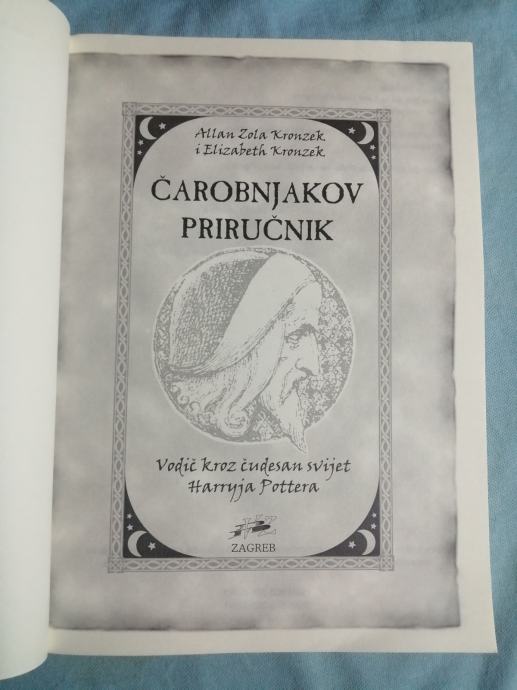 Allan Zola Kronzek
i Elizabeth Kronzek
ČAROBNJAKOV
PRIRUČNIK
Vodič kroz čudesan svijet
Harryja Pottera
ZAGREB